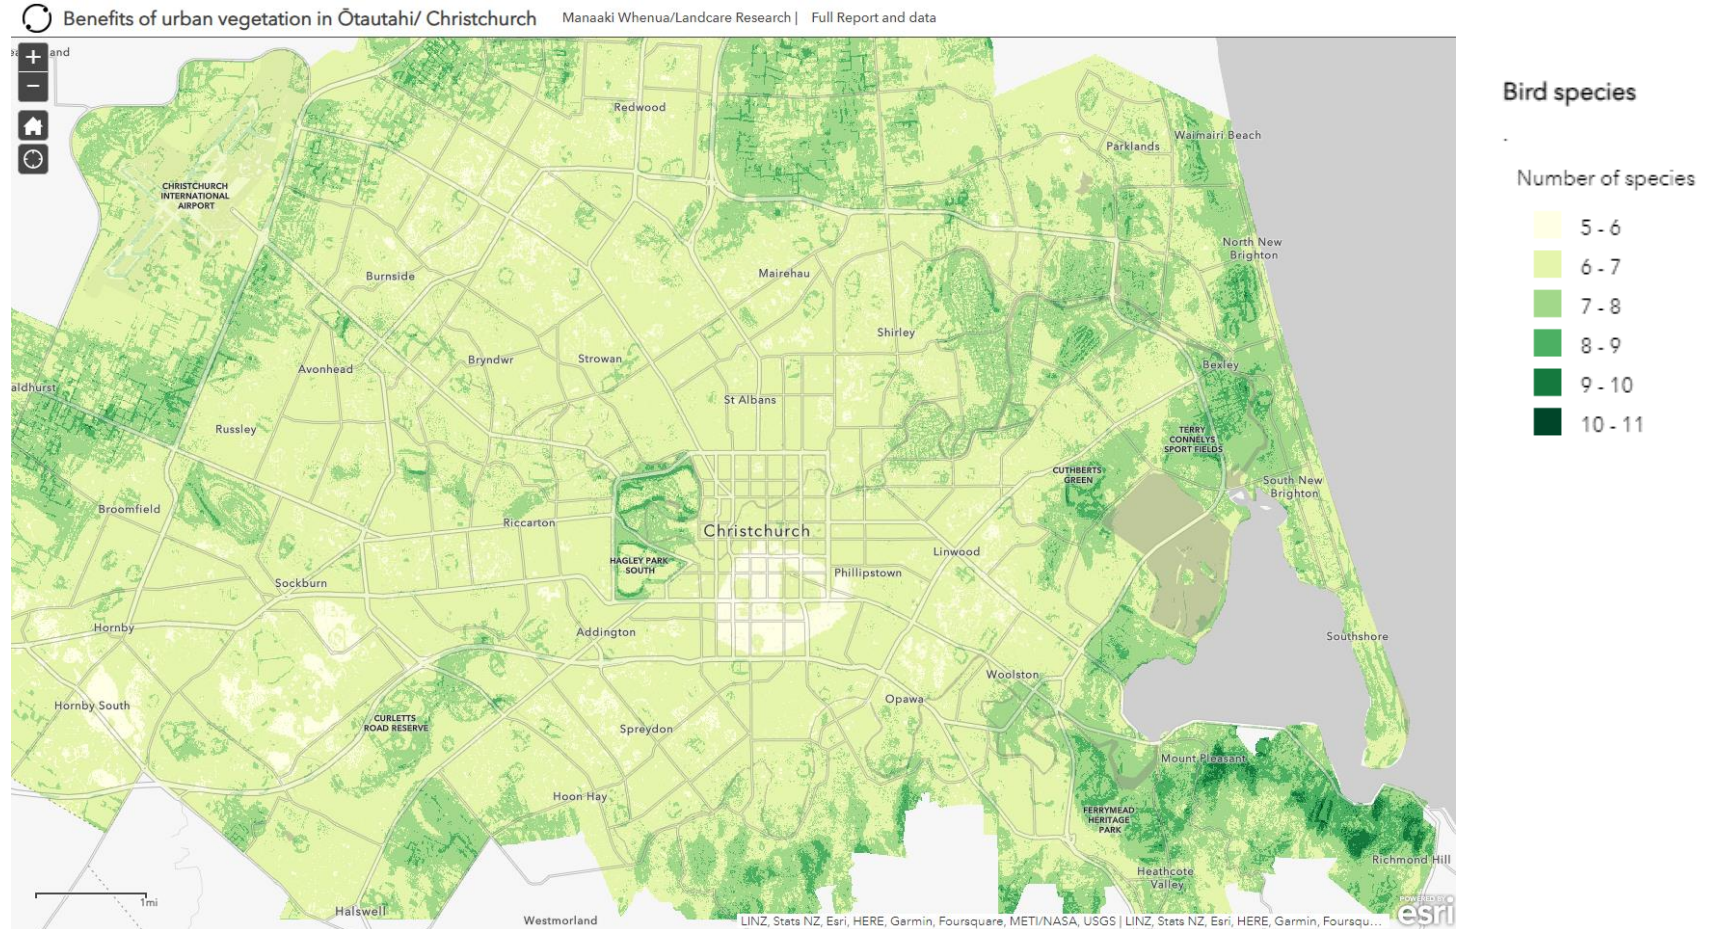 Benefits of urban vegetation in Ōtautahi/ Christchurch
Manaaki Whenua/Landcare Research | Full Report and data
Bird species
Number of species
5 - 6
6 - 7
7 - 8
8 - 9
9 - 10
10 - 11
+
−
and
Redwood
Waimairi Beach
Parklands
CHRISTCHURCH
INTERNATIONAL
AIRPORT
North New
Brighton
Burnside
Mairehau
Shirley
Bryndwr
Strowan
Avonhead
Bexley
aldhurst
St Albans
Russley
TERRY
CONNELYS
SPORT FIELDS
CUTHBERTS
GREEN
South New
Brighton
Broomfield
Riccarton
Christchurch
Linwood
HAGLEY PARK
SOUTH
Phillipstown
Sockburn
Hornby
Addington
Southshore
Woolston
Hornby South
Opawa
CURLETTS
ROAD RESERVE
Spreydon
Mount Pleasant
Hoon Hay
FERRYMEAD
HERITAGE
PARK
Richmond Hill
Heathcote
Valley
1mi
Halswell
Westmorland
LINZ, Stats NZ, Esri, HERE, Garmin, Foursquare, METI/NASA, USGS | LINZ, Stats NZ, Esri, HERE, Garmin, Foursqu...
POWERED BY
esri